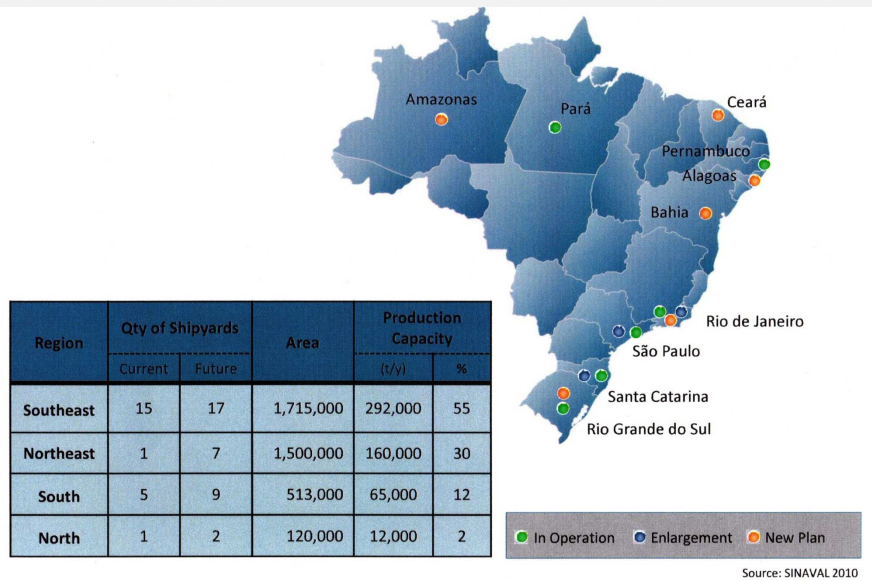 Amazonas
Pará
Ceará
Pernambuco
Alagoas
Bahia
Rio de Janeiro
São Paulo
Santa Catarina
Rio Grande do Sul
Region Qty of Shipyards Area Production Capacity
Current Future (t/y) %
Southeast 15 17 1,715,000 292,000 55
Northeast 1 7 1,500,000 160,000 30
South 5 9 513,000 65,000 12
North 1 2 120,000 12,000 2
In Operation Enlargement New Plan
Source: SINAVAL 2010